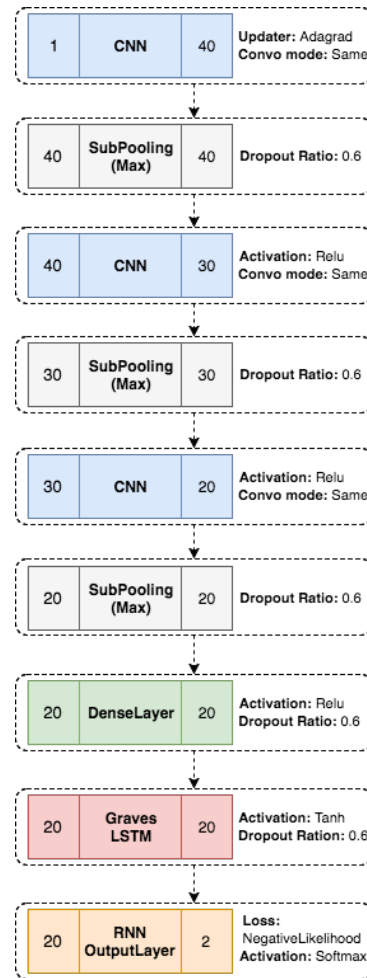 1 CNN 40 Updater: Adagrad
Convo mode: Same
40 SubPooling 40 Dropout Ratio: 0.6
(Max)
40 CNN 30 Activation: Relu
Convo mode: Same
30 SubPooling 30 Dropout Ratio: 0.6
(Max)
30 CNN 20 Activation: Relu
Convo mode: Same
20 SubPooling 20 Dropout Ratio: 0.6
(Max)
20 DenseLayer 20 Activation: Relu
Dropout Ratio: 0.6
20 Graves 20 Activation: Tanh
LSTM Dropout Ration: 0.6
20 RNN 2 Loss:
OutputLayer NegativeLikelihood
Activation: Softmax